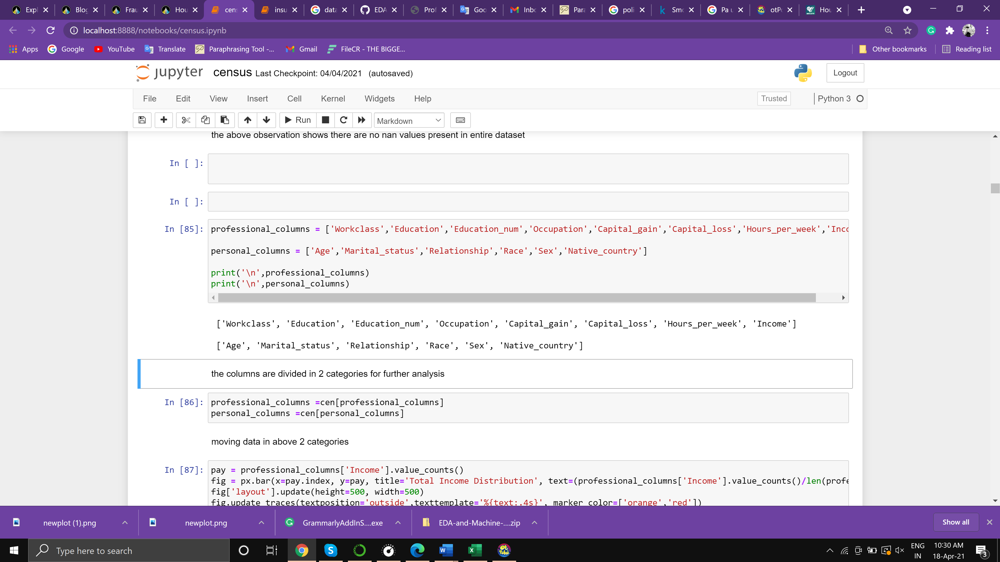 Expl Blog Frau Hou cens insu data EDA Prof Goo Inbc Para poli Smo Pa u otPo Hou
localhost:8888/notebooks/census.ipynb
Apps Google YouTube Translate Paraphrasing Tool -... Gmail FileCR - THE BIGGE... Other bookmarks Reading list
jupyter census Last Checkpoint: 04/04/2021 (autosaved) Logout
File Edit View Insert Cell Kernel Widgets Help Trusted Python 3
Run Markdown
the above observation shows there are no nan values present in entire dataset
In [ ]:
In [ ]:
In [85]: professional_columns = ['Workclass','Education','Education_num','Occupation','Capital_gain','Capital_loss','Hours_per_week','Inco
personal_columns = ['Age','Marital_status','Relationship','Race','Sex','Native_country']
print('\n',professional_columns)
print('\n',personal_columns)
['Workclass', 'Education', 'Education_num', 'Occupation', 'Capital_gain', 'Capital_loss', 'Hours_per_week', 'Income']
['Age', 'Marital_status', 'Relationship', 'Race', 'Sex', 'Native_country']
the columns are divided in 2 categories for further analysis
In [86]: professional_columns =cen[professional_columns]
personal_columns =cen[personal_columns]
moving data in above 2 categories
In [87]: pay = professional_columns['Income'].value_counts()
fig = px.bar(x=pay.index, y=pay, title='Total Income Distribution', text=(professional_columns['Income'].value_counts()/len(profe
fig['layout'].update(height=500, width=500)
fig.update_traces(textposition='outside',texttemplate='%{text:.4s}', marker_color=['orange','red'])
newplot (1).png newplot.png GrammarlyAddInS....exe EDA-and-Machine-....zip Show all
Type here to search
ENG 10:30 AM
IN 18-Apr-21 3